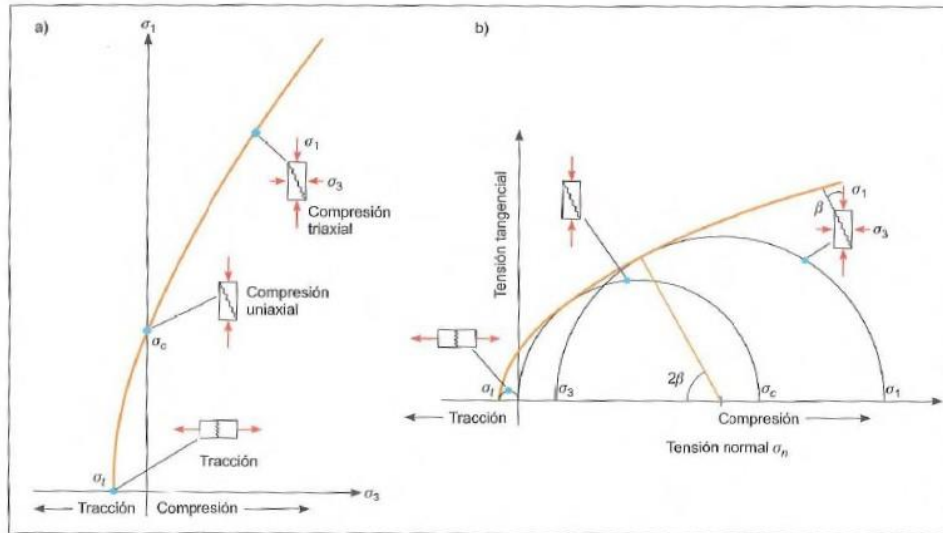 a)
σ1
σ1
σ3
Compresión
triaxial
Compresión
uniaxial
σc
Tracción
σt
σ3
Tracción
Compresión
b)
Tensión tangencial
σ1
β
σ3
2β
σt
σ3
σc
σ1
Tracción
Compresión
Tensión normal σn